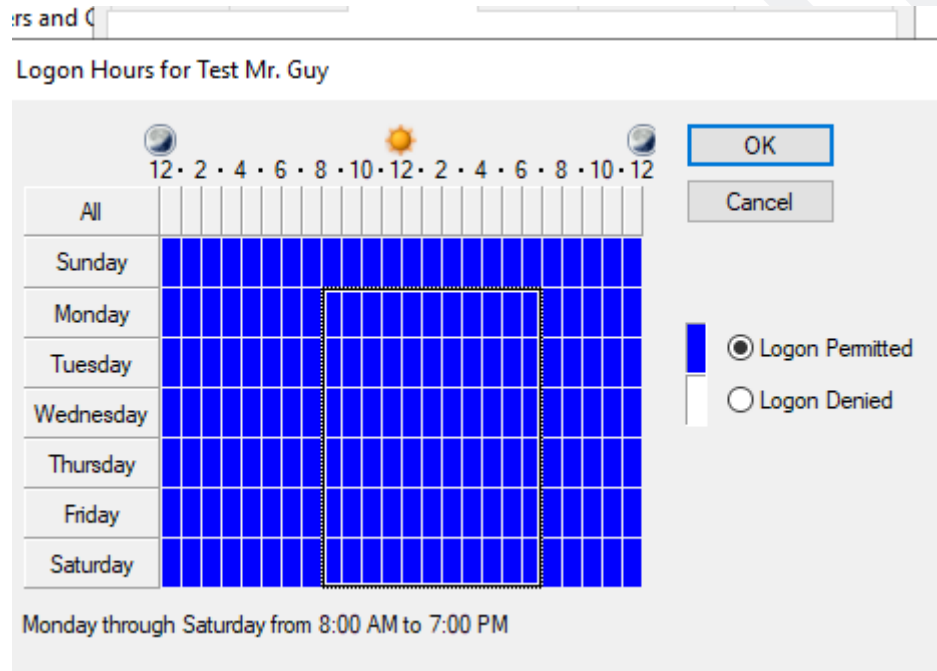 rs and
Logon Hours for Test Mr. Guy
12 · 2 · 4 · 6 · 8 · 10 · 12 · 2 · 4 · 6 · 8 · 10 · 12
OK
Cancel
All
Sunday
Monday
Tuesday
Wednesday
Thursday
Friday
Saturday
Logon Permitted
Logon Denied
Monday through Saturday from 8:00 AM to 7:00 PM